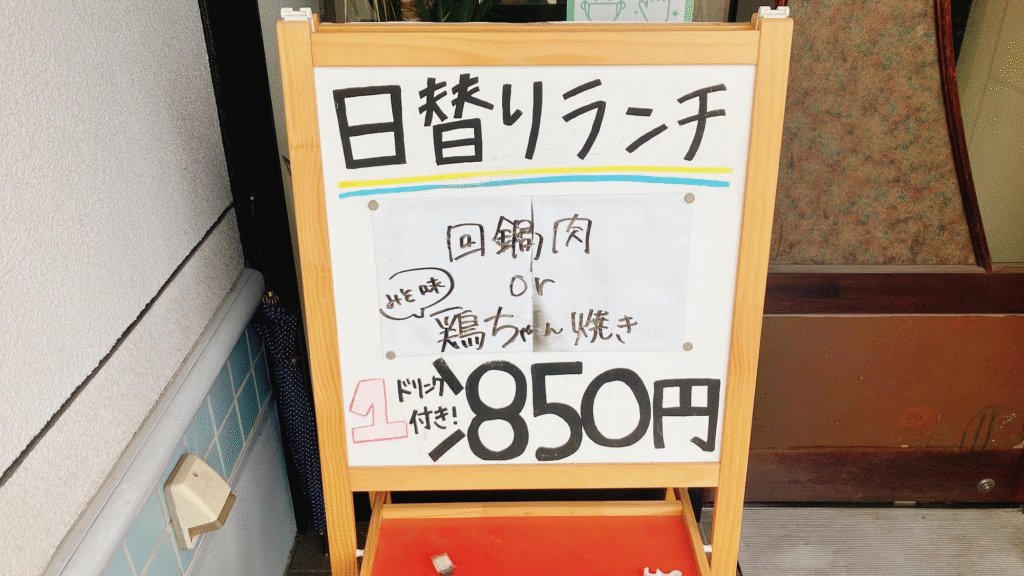 日替りランチ
回鍋肉
or
みそ味
鶏ちゃん焼き
1ドリンク付き!
850円